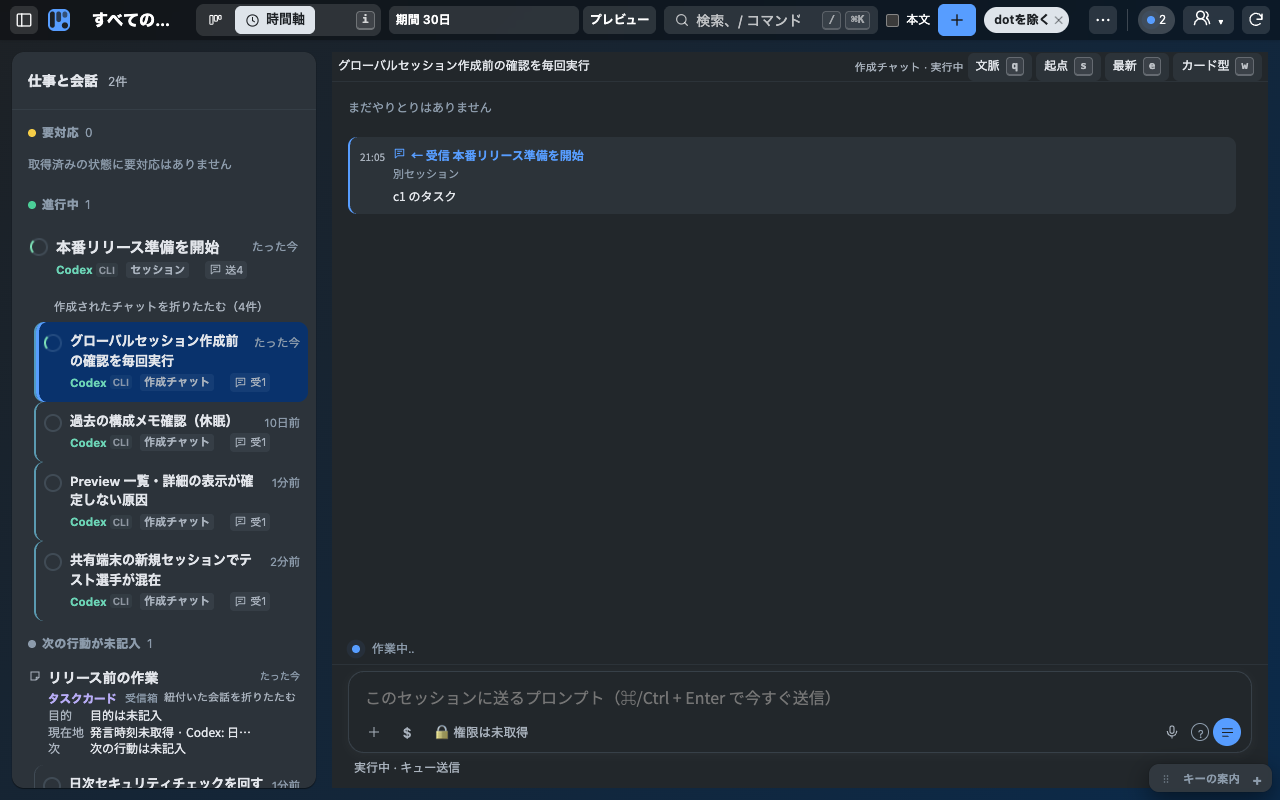 すべての...
時間軸
i
期間 30日
プレビュー
検索、/ コマンド
/
⌘K
本文
+
dotを除く ×
...
2
仕事と会話 2件
要対応 0
取得済みの状態に要対応はありません
進行中 1
本番リリース準備を開始 たった今
Codex CLI セッション 送4
作成されたチャットを折りたたむ（4件）
グローバルセッション作成前
の確認を毎回実行
たった今
Codex CLI 作成チャット 受1
過去の構成メモ確認（休眠） 10日前
Codex CLI 作成チャット 受1
Preview 一覧・詳細の表示が確
定しない原因
1分前
Codex CLI 作成チャット 受1
共有端末の新規セッションでテ
スト選手が混在
2分前
Codex CLI 作成チャット 受1
次の行動が未記入 1
リリース前の作業 たった今
タスクカード 受信箱 紐付いた会話を折りたたむ
目的 目的は未記入
現在地 発言時刻未取得・Codex: 日…
次 次の行動は未記入
日次セキュリティチェックを回す 1分前
グローバルセッション作成前の確認を毎回実行
作成チャット・実行中
文脈 q
起点 s
最新 e
カード型 w
まだやりとりはありません
21:05 ← 受信 本番リリース準備を開始
別セッション
c1 のタスク
作業中..
このセッションに送るプロンプト（⌘/Ctrl + Enter で今すぐ送信）
+ $ 権限は未取得
?
実行中・キュー送信
キーの案内 +